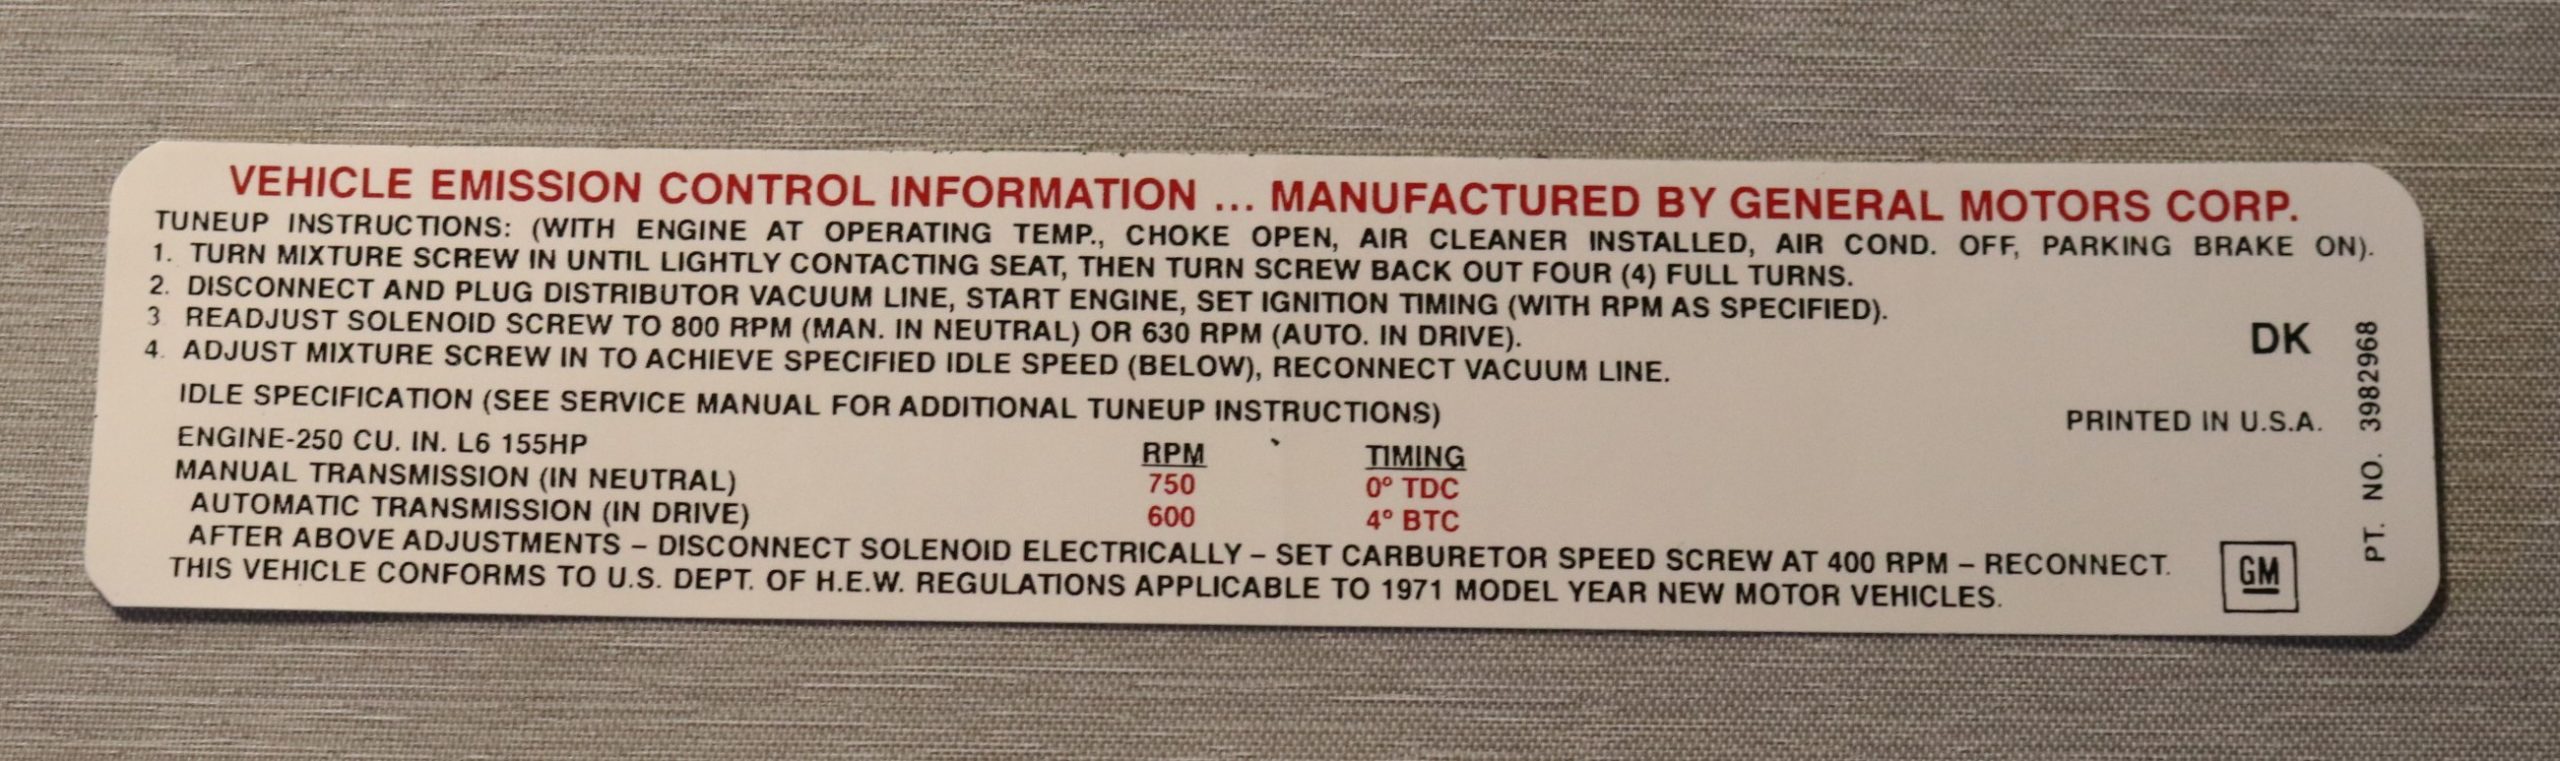 VEHICLE EMISSION CONTROL INFORMATION ... MANUFACTURED BY GENERAL MOTORS CORP.
TUNEUP INSTRUCTIONS: (WITH ENGINE AT OPERATING TEMP., CHOKE OPEN, AIR CLEANER INSTALLED, AIR COND. OFF, PARKING BRAKE ON).
1. TURN MIXTURE SCREW IN UNTIL LIGHTLY CONTACTING SEAT, THEN TURN SCREW BACK OUT FOUR (4) FULL TURNS.
2. DISCONNECT AND PLUG DISTRIBUTOR VACUUM LINE, START ENGINE, SET IGNITION TIMING (WITH RPM AS SPECIFIED).
3 READJUST SOLENOID SCREW TO 800 RPM (MAN. IN NEUTRAL) OR 630 RPM (AUTO. IN DRIVE).
4. ADJUST MIXTURE SCREW IN TO ACHIEVE SPECIFIED IDLE SPEED (BELOW), RECONNECT VACUUM LINE.
DK
IDLE SPECIFICATION (SEE SERVICE MANUAL FOR ADDITIONAL TUNEUP INSTRUCTIONS)
PRINTED IN U.S.A.
ENGINE-250 CU. IN. L6 155HP RPM TIMING
MANUAL TRANSMISSION (IN NEUTRAL) 750 0° TDC
AUTOMATIC TRANSMISSION (IN DRIVE) 600 4° BTC
AFTER ABOVE ADJUSTMENTS – DISCONNECT SOLENOID ELECTRICALLY – SET CARBURETOR SPEED SCREW AT 400 RPM – RECONNECT.
THIS VEHICLE CONFORMS TO U.S. DEPT. OF H.E.W. REGULATIONS APPLICABLE TO 1971 MODEL YEAR NEW MOTOR VEHICLES.
GM
PT. NO. 39829968